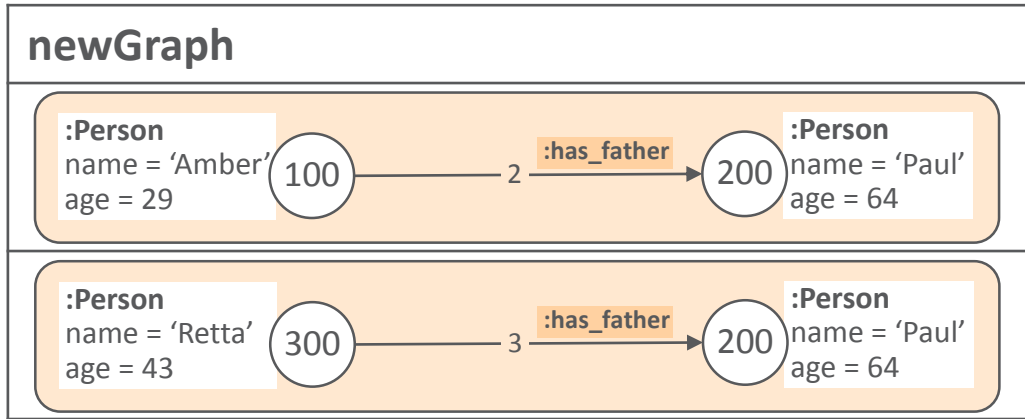 newGraph
:Person
name = ‘Amber’
age = 29
100
2
:has_father
200
:Person
name = ‘Paul’
age = 64
:Person
name = ‘Retta’
age = 43
300
3
:has_father
200
:Person
name = ‘Paul’
age = 64